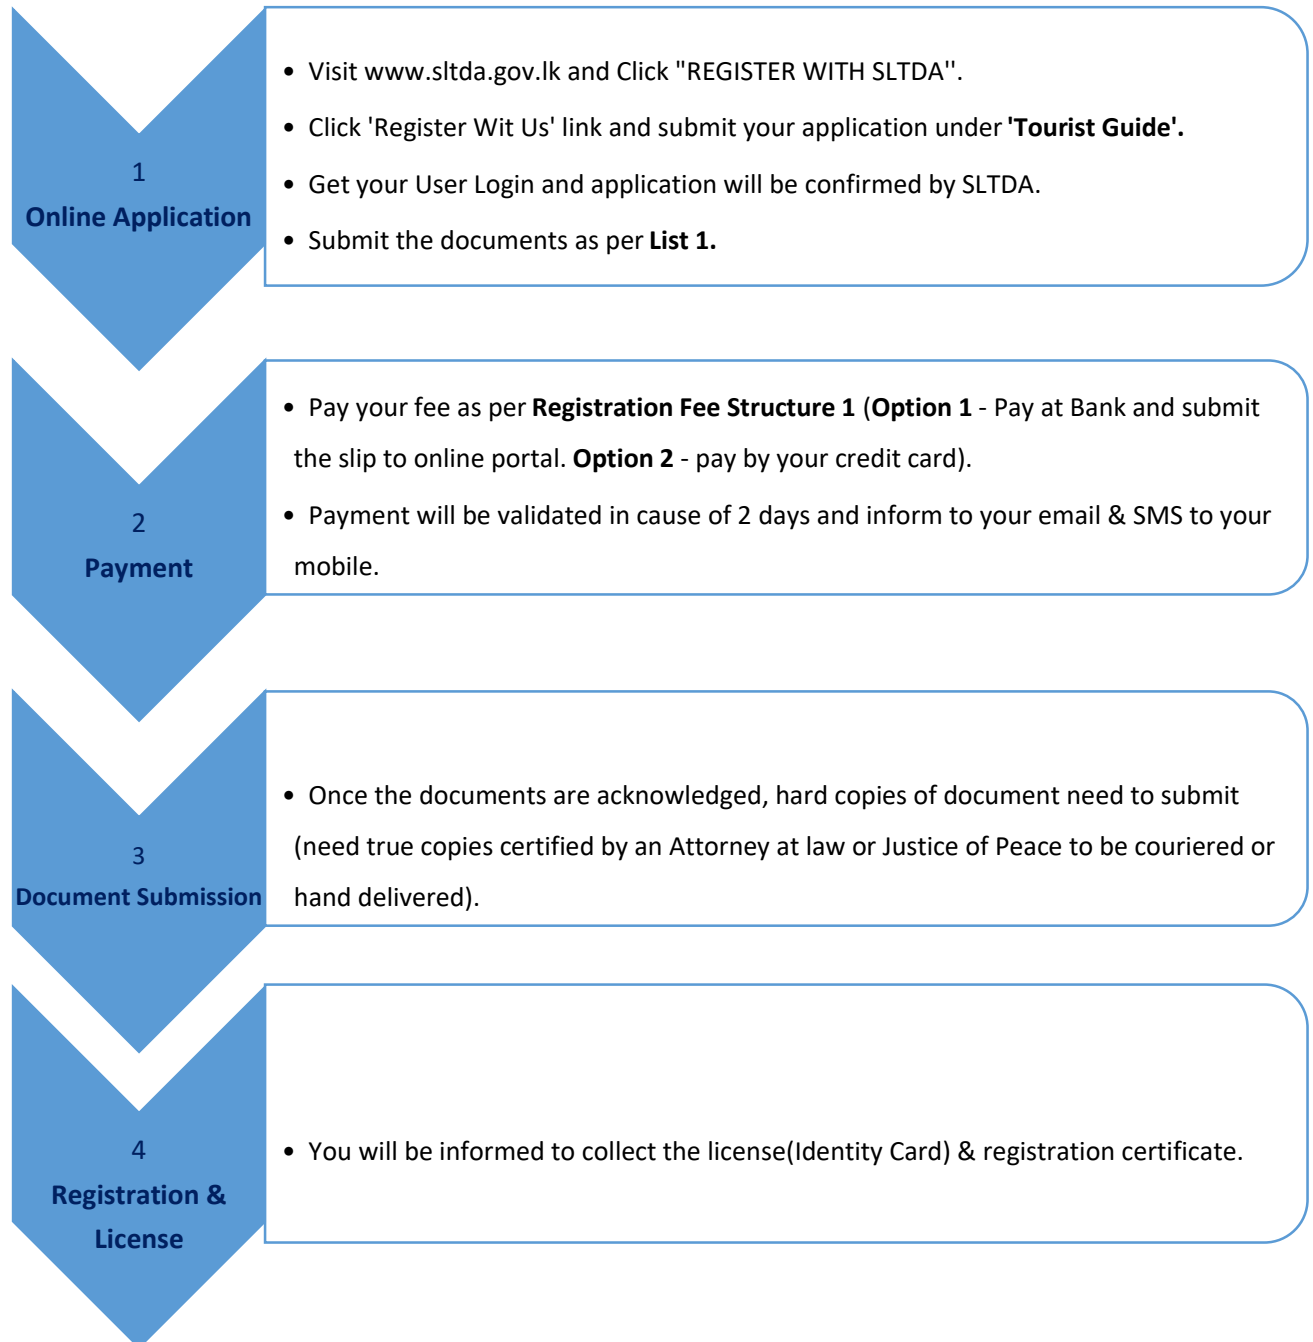 1
Online Application
• Visit www.sltda.gov.lk and Click "REGISTER WITH SLTDA''.
• Click 'Register Wit Us' link and submit your application under 'Tourist Guide'.
• Get your User Login and application will be confirmed by SLTDA.
• Submit the documents as per List 1.
2
Payment
• Pay your fee as per Registration Fee Structure 1 (Option 1 - Pay at Bank and submit
the slip to online portal. Option 2 - pay by your credit card).
• Payment will be validated in cause of 2 days and inform to your email & SMS to your
mobile.
3
Document Submission
• Once the documents are acknowledged, hard copies of document need to submit
(need true copies certified by an Attorney at law or Justice of Peace to be couriered or
hand delivered).
4
Registration &
License
• You will be informed to collect the license(Identity Card) & registration certificate.